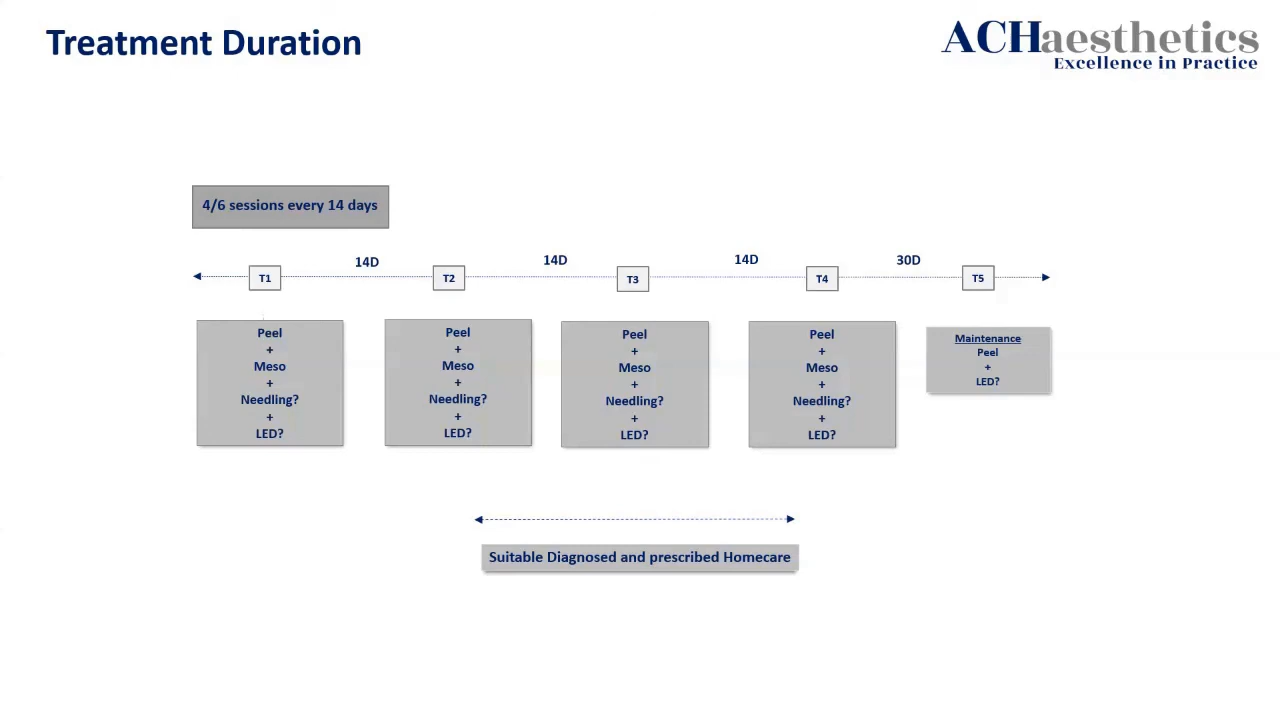 Treatment Duration
ACHaesthetics
Excellence in Practice
4/6 sessions every 14 days
14D
14D
14D
30D
T1
T2
T3
T4
T5
Peel
+
Meso
+
Needling?
+
LED?
Peel
+
Meso
+
Needling?
+
LED?
Peel
+
Meso
+
Needling?
+
LED?
Peel
+
Meso
+
Needling?
+
LED?
Maintenance
Peel
+
LED?
Suitable Diagnosed and prescribed Homecare